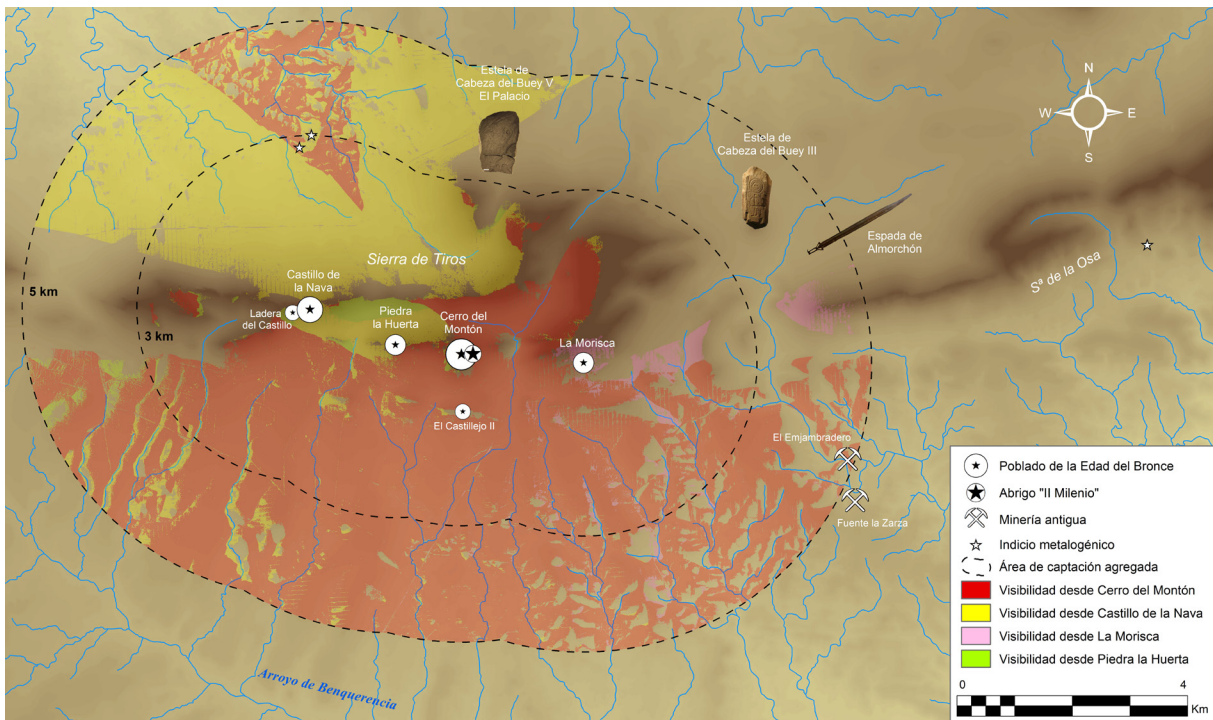 Estela de
Cabeza del Buey V
El Palacio
N
W
E
S
Estela de
Cabeza del Buey III
Espada de
Almorchón
Sª de la Osa
Sierra de Tiros
5 km
3 km
Castillo de
la Nava
Ladera
del Castillo
Piedra
la Huerta
Cerro del
Montón
La Morisca
El Castillejo II
El Emjambradero
Fuente la Zarza
Arroyo de Benquerencia
Poblado de la Edad del Bronce
Abrigo "II Milenio"
Minería antigua
Indicio metalogénico
Área de captación agregada
Visibilidad desde Cerro del Montón
Visibilidad desde Castillo de la Nava
Visibilidad desde La Morisca
Visibilidad desde Piedra la Huerta
0
4
Km